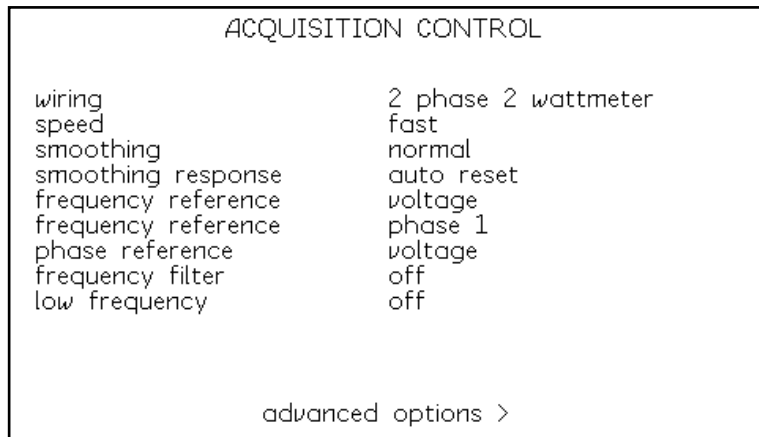 ACQUISITION CONTROL
wiring 2 phase 2 wattmeter
speed fast
smoothing normal
smoothing response auto reset
frequency reference voltage
frequency reference phase 1
phase reference voltage
frequency filter off
low frequency off
advanced options >